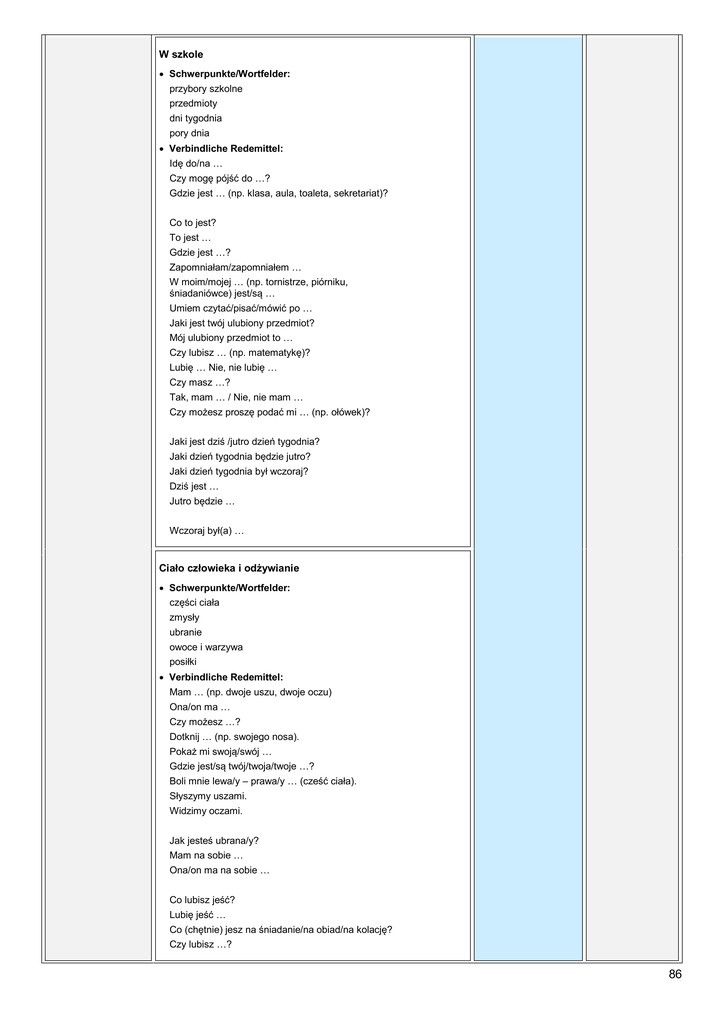 W szkole
• Schwerpunkte/Wortfelder:
przybory szkolne
przedmioty
dni tygodnia
pory dnia
• Verbindliche Redemittel:
Idę do/na …
Czy mogę pójść do …?
Gdzie jest … (np. klasa, aula, toaleta, sekretariat)?
Co to jest?
To jest …
Gdzie jest …?
Zapomniałam/zapomniałem …
W moim/mojej … (np. tornistrze, piórniku,
śniadaniówce) jest/są …
Umiem czytać/pisać/mówić po …
Jaki jest twój ulubiony przedmiot?
Mój ulubiony przedmiot to …
Czy lubisz … (np. matematykę)?
Lubię … Nie, nie lubię …
Czy masz …?
Tak, mam … / Nie, nie mam …
Czy możesz proszę podać mi … (np. ołówek)?
Jaki jest dziś /jutro dzień tygodnia?
Jaki dzień tygodnia będzie jutro?
Jaki dzień tygodnia był wczoraj?
Dziś jest …
Jutro będzie …
Wczoraj był(a) …
Ciało człowieka i odżywianie
• Schwerpunkte/Wortfelder:
części ciała
zmysły
ubranie
owoce i warzywa
posiłki
• Verbindliche Redemittel:
Mam … (np. dwoje uszu, dwoje oczu)
Ona/on ma …
Czy możesz …?
Dotknij … (np. swojego nosa).
Pokaż mi swoją/swój …
Gdzie jest/są twój/twoja/twoje …?
Boli mnie lewa/y – prawa/y … (cześć ciała).
Słyszymy uszami.
Widzimy oczami.
Jak jesteś ubrana/y?
Mam na sobie …
Ona/on ma na sobie …
Co lubisz jeść?
Lubię jeść …
Co (chętnie) jesz na śniadanie/na obiad/na kolację?
Czy lubisz …?
86